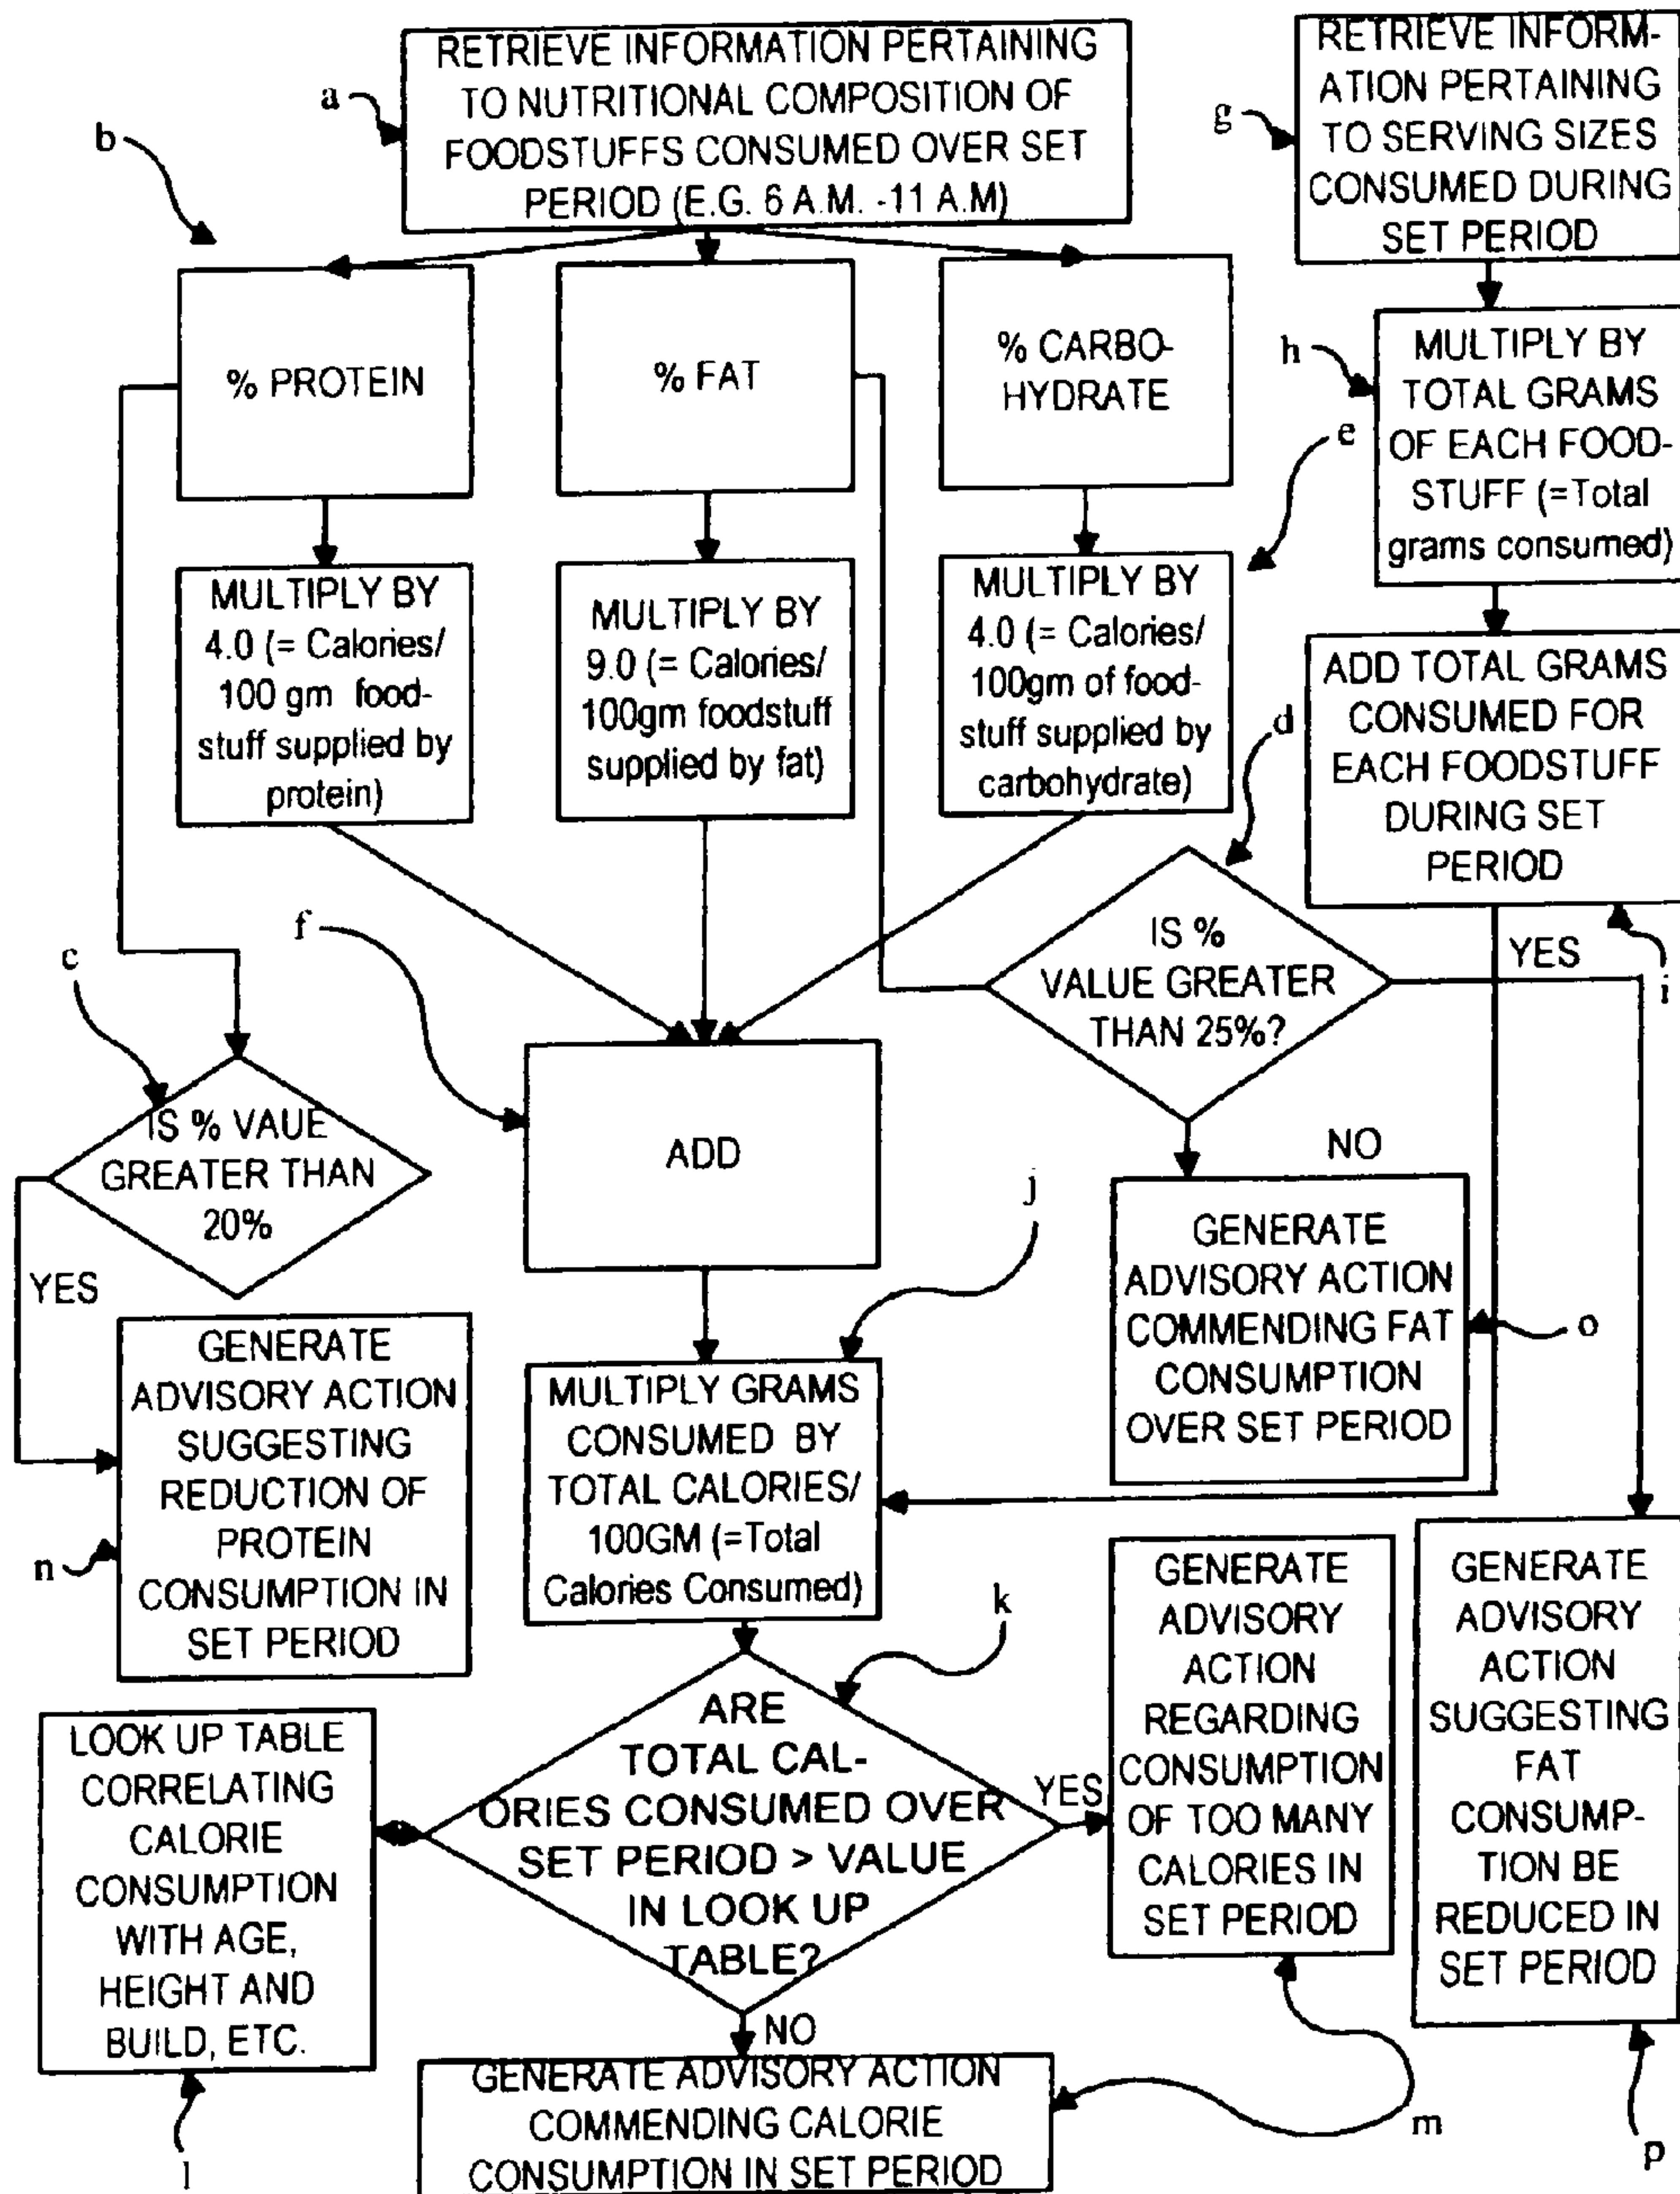 RETRIEVE INFORMATION PERTAINING
TO NUTRITIONAL COMPOSITION OF
FOODSTUFFS CONSUMED OVER SET
PERIOD (E.G. 6 A.M. -11 A.M)
a
b
RETRIEVE INFORM-
ATION PERTAINING
TO SERVING SIZES
CONSUMED DURING
SET PERIOD
g
% PROTEIN
% FAT
% CARBO-
HYDRATE
h
MULTIPLY BY
TOTAL GRAMS
OF EACH FOOD-
STUFF (=Total
grams consumed)
e
MULTIPLY BY
4.0 (= Calories/
100 gm food-
stuff supplied by
protein)
MULTIPLY BY
9.0 (= Calories/
100gm foodstuff
supplied by fat)
MULTIPLY BY
4.0 (= Calories/
100gm of food-
stuff supplied by
carbohydrate)
d
ADD TOTAL GRAMS
CONSUMED FOR
EACH FOODSTUFF
DURING SET
PERIOD
i
c
f
IS %
VALUE GREATER
THAN 25%?
YES
NO
IS % VAUE
GREATER THAN
20%
YES
ADD
j
GENERATE
ADVISORY ACTION
COMMENDING FAT
CONSUMPTION
OVER SET PERIOD
o
GENERATE
ADVISORY ACTION
SUGGESTING
REDUCTION OF
PROTEIN
CONSUMPTION IN
SET PERIOD
n
MULTIPLY GRAMS
CONSUMED BY
TOTAL CALORIES/
100GM (=Total
Calories Consumed)
k
GENERATE
ADVISORY
ACTION
REGARDING
CONSUMPTION
OF TOO MANY
CALORIES IN
SET PERIOD
GENERATE
ADVISORY
ACTION
SUGGESTING
FAT
CONSUMP-
TION BE
REDUCED IN
SET PERIOD
LOOK UP TABLE
CORRELATING
CALORIE
CONSUMPTION
WITH AGE,
HEIGHT AND
BUILD, ETC.
l
ARE
TOTAL CAL-
ORIES CONSUMED OVER
SET PERIOD > VALUE
IN LOOK UP
TABLE?
YES
NO
GENERATE ADVISORY ACTION
COMMENDING CALORIE
CONSUMPTION IN SET PERIOD
m
p